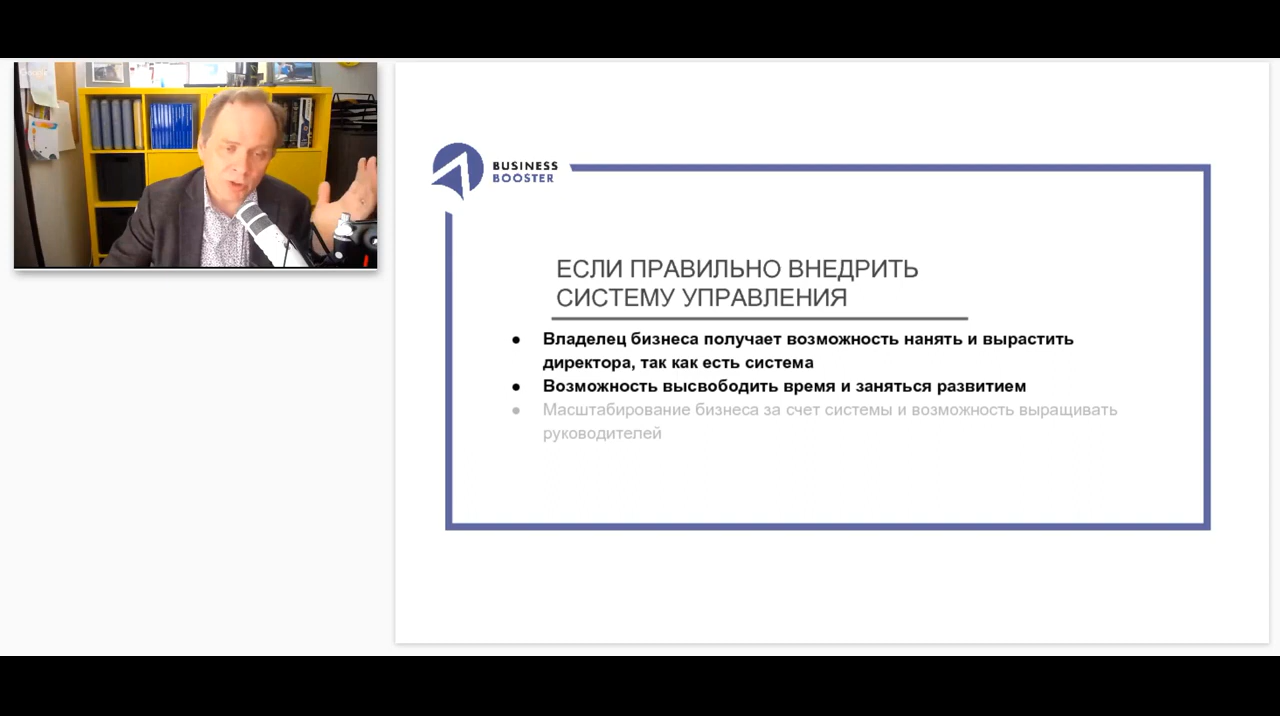 BUSINESS
BOOSTER
ЕСЛИ ПРАВИЛЬНО ВНЕДРИТЬ
СИСТЕМУ УПРАВЛЕНИЯ
● Владелец бизнеса получает возможность нанять и вырастить
директора, так как есть система
● Возможность высвободить время и заняться развитием
● Масштабирование бизнеса за счет системы и возможность выращивать
руководителей